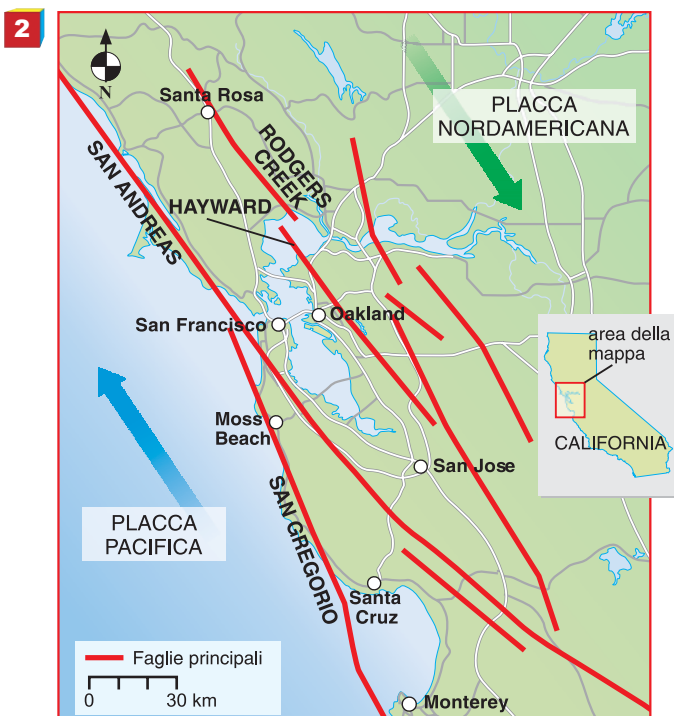 2
N
Santa Rosa
PLACCA
NORDAMERICANA
RODGERS
CREEK
SAN ANDREAS
HAYWARD
San Francisco
Oakland
area della
mappa
CALIFORNIA
Moss
Beach
San Jose
PLACCA
PACIFICA
SAN GREGORIO
Santa
Cruz
Faglie principali
0 30 km
Monterey